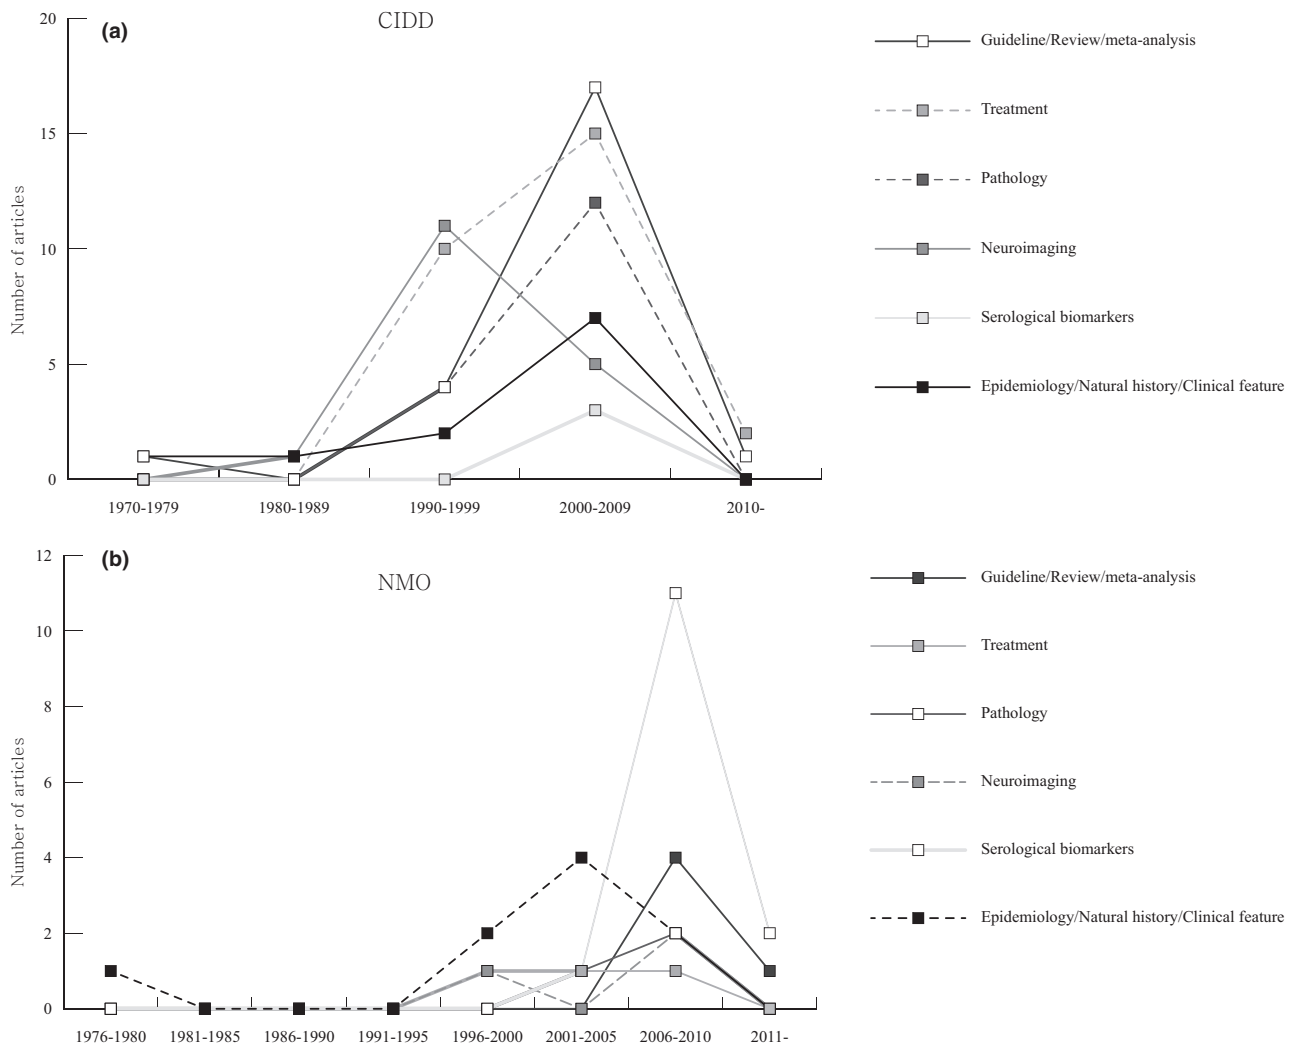 (a)
CIDD
20
15
10
5
0
Number of articles
1970-1979 1980-1989 1990-1999 2000-2009 2010-
Guideline/Review/meta-analysis
Treatment
Pathology
Neuroimaging
Serological biomarkers
Epidemiology/Natural history/Clinical feature
(b)
NMO
12
10
8
6
4
2
0
Number of articles
1976-1980 1981-1985 1986-1990 1991-1995 1996-2000 2001-2005 2006-2010 2011-
Guideline/Review/meta-analysis
Treatment
Pathology
Neuroimaging
Serological biomarkers
Epidemiology/Natural history/Clinical feature